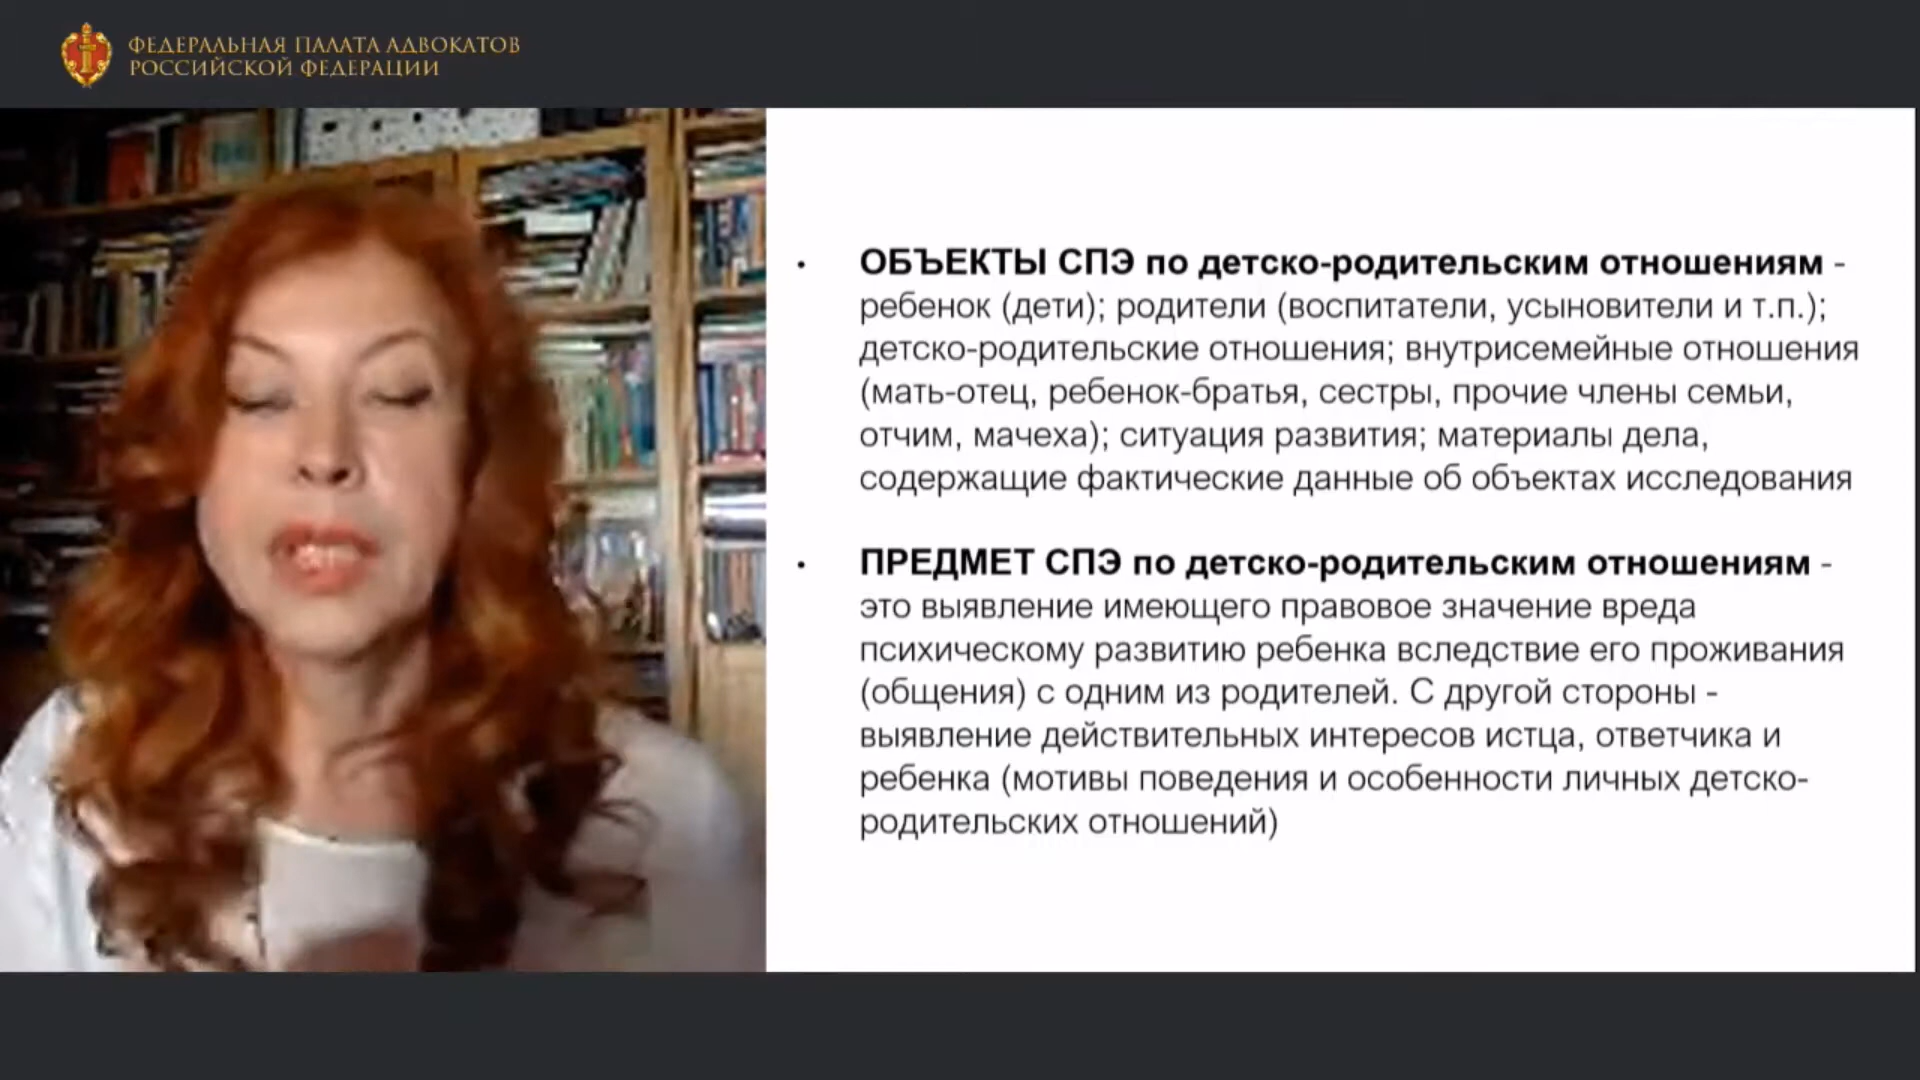 ФЕДЕРАЛЬНАЯ ПАЛАТА АДВОКАТОВ
РОССИЙСКОЙ ФЕДЕРАЦИИ
• ОБЪЕКТЫ СПЭ по детско-родительским отношениям -
ребенок (дети); родители (воспитатели, усыновители и т.п.);
детско-родительские отношения; внутрисемейные отношения
(мать-отец, ребенок-братья, сестры, прочие члены семьи,
отчим, мачеха); ситуация развития; материалы дела,
содержащие фактические данные об объектах исследования
• ПРЕДМЕТ СПЭ по детско-родительским отношениям -
это выявление имеющего правовое значение вреда
психическому развитию ребенка вследствие его проживания
(общения) с одним из родителей. С другой стороны -
выявление действительных интересов истца, ответчика и
ребенка (мотивы поведения и особенности личных детско-
родительских отношений)